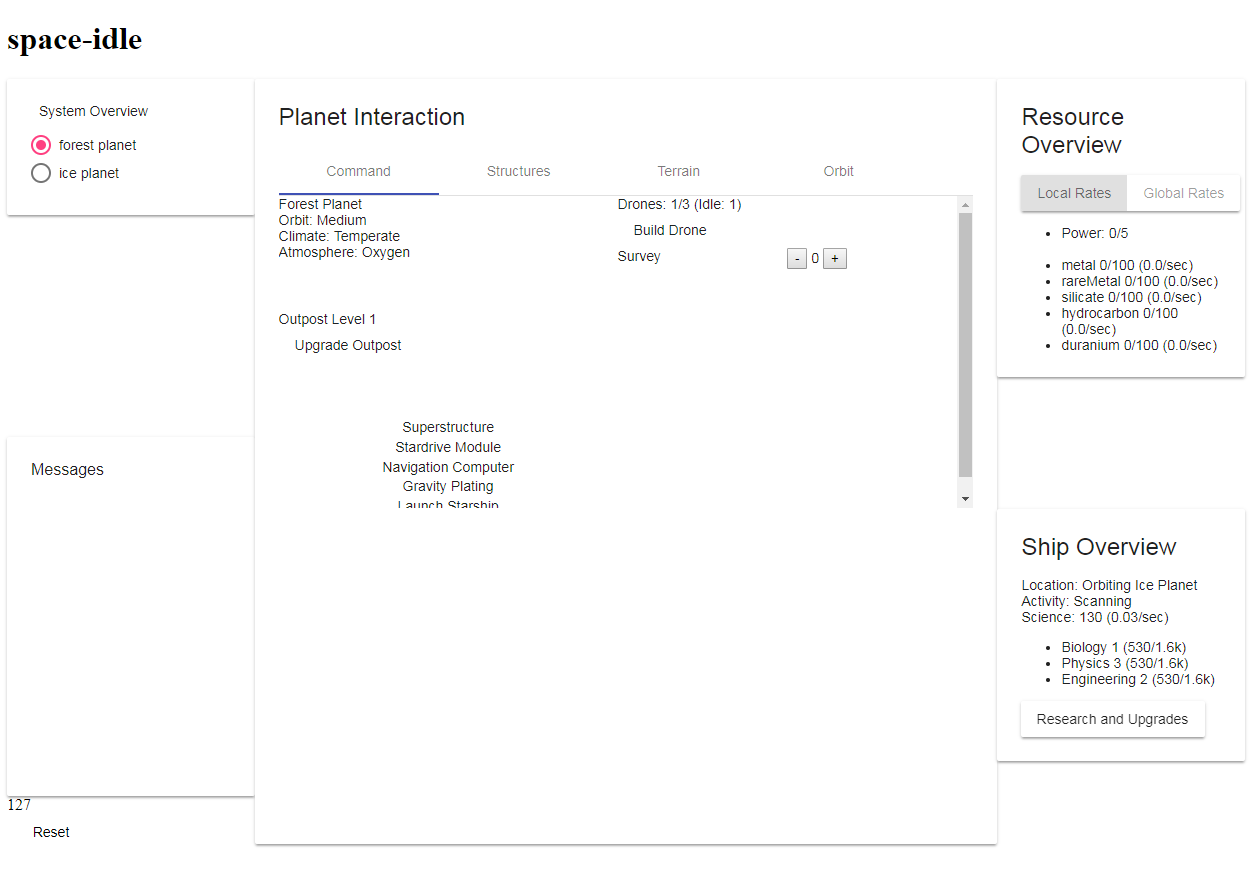 space-idle
System Overview
forest planet
ice planet
Messages
127
Reset
Planet Interaction
Command
Structures
Terrain
Orbit
Forest Planet
Orbit: Medium
Climate: Temperate
Atmosphere: Oxygen
Drones: 1/3 (Idle: 1)
Build Drone
Survey - 0 +
Outpost Level 1
Upgrade Outpost
Superstructure
Stardrive Module
Navigation Computer
Gravity Plating
Launch Starship
Resource
Overview
Local Rates Global Rates
Power: 0/5
metal 0/100 (0.0/sec)
rareMetal 0/100 (0.0/sec)
silicate 0/100 (0.0/sec)
hydrocarbon 0/100
(0.0/sec)
duranium 0/100 (0.0/sec)
Ship Overview
Location: Orbiting Ice Planet
Activity: Scanning
Science: 130 (0.03/sec)
Biology 1 (530/1.6k)
Physics 3 (530/1.6k)
Engineering 2 (530/1.6k)
Research and Upgrades